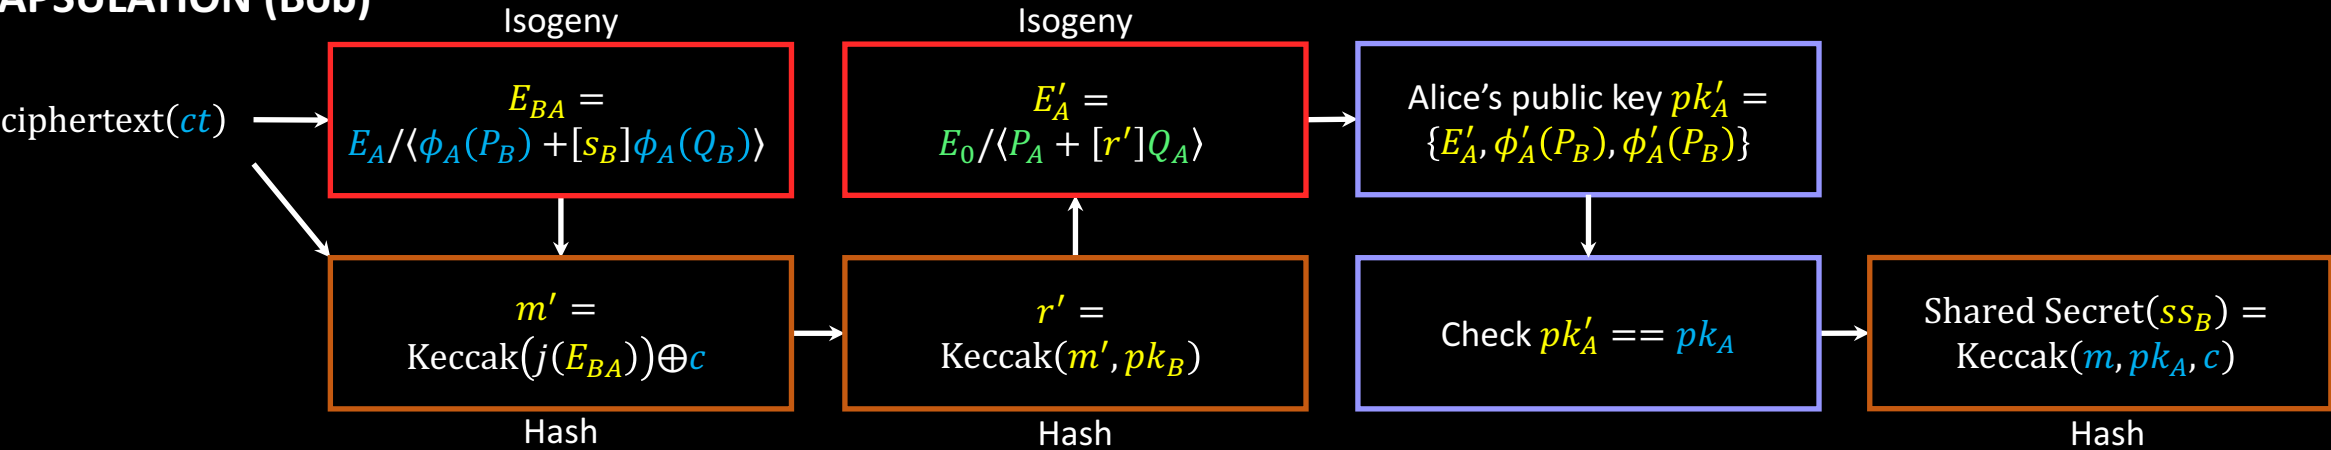 (Bob)
Isogeny
Isogeny
ciphertext(ct)
E_BA =
E_A/⟨ϕ_A(P_B) +[s_B]ϕ_A(Q_B)⟩
E′_A =
E_0/⟨P_A + [r′]Q_A⟩
Alice’s public key pk′_A =
{E′_A, ϕ′_A(P_B), ϕ′_A(P_B)}
m′ =
Keccak(j(E_BA))⊕c
r′ =
Keccak(m′, pk_B)
Check pk′_A == pk_A
Shared Secret(ss_B) =
Keccak(m, pk_A, c)
Hash
Hash
Hash